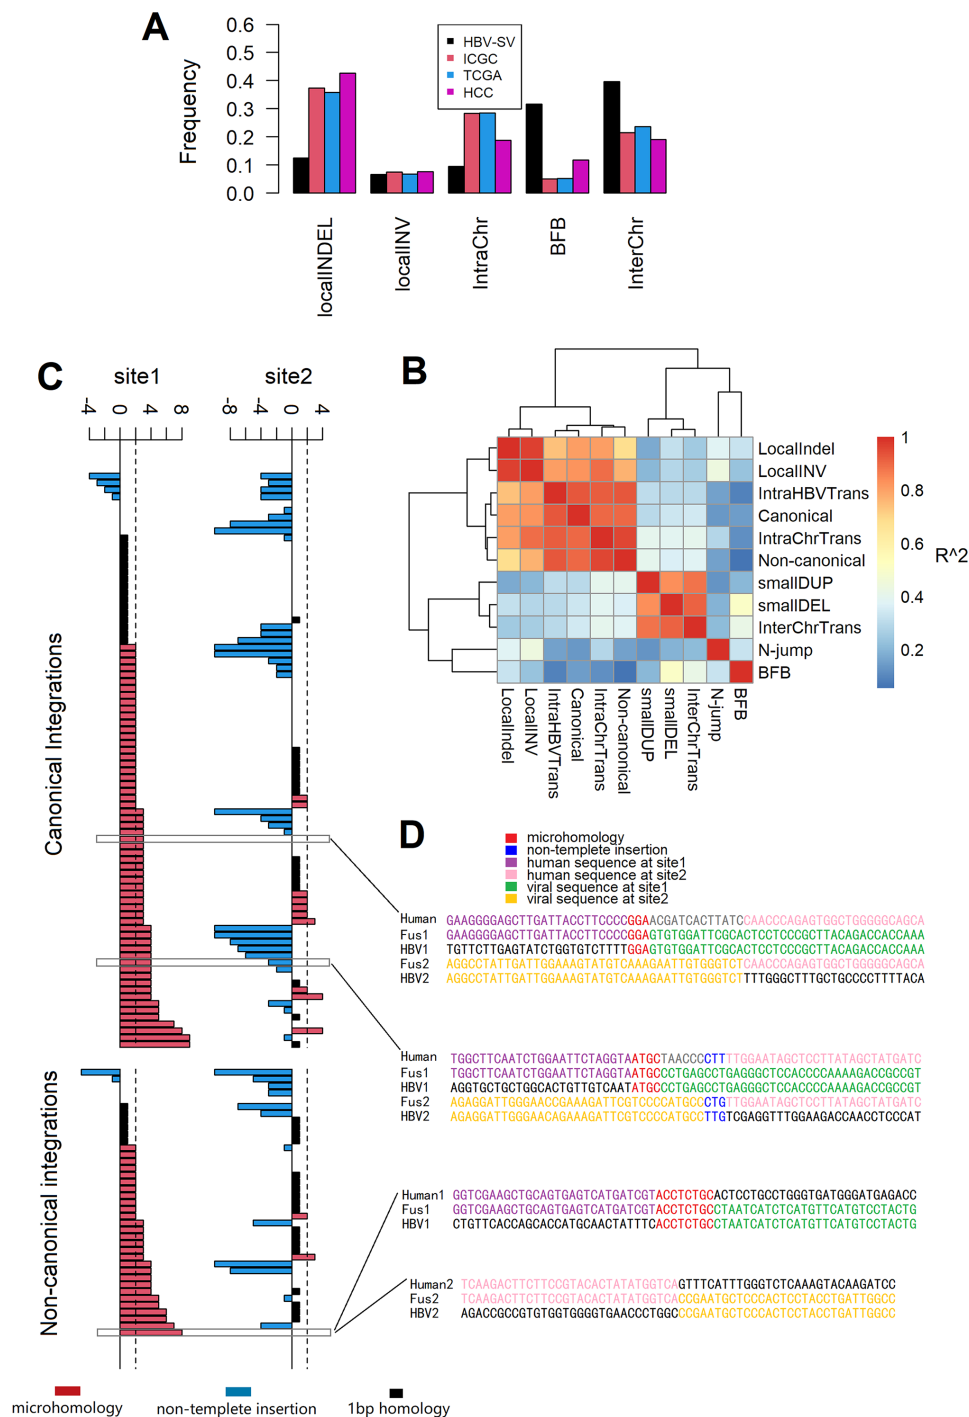 A
0.6
0.5
0.4
0.3
0.2
0.1
0.0
Frequency
HBV-SV
ICGC
TCGA
HCC
localINDEL
localINV
IntraChr
BFB
InterChr
C
site1
site2
-4
0
4
8
-8
-4
0
4
Canonical Integrations
Non-canonical integrations
microhomology
non-templete insertion
1bp homology
B
LocalIndel
LocalINV
IntraHBVTrans
Canonical
IntraChrTrans
Non-canonical
smallDUP
smallDEL
InterChrTrans
N-jump
BFB
LocalIndel
LocalINV
IntraHBVTrans
Canonical
IntraChrTrans
Non-canonical
smallDUP
smallDEL
InterChrTrans
N-jump
BFB
1
0.8
0.6
0.4
0.2
R^2
D
microhomology
non-templete insertion
human sequence at site1
human sequence at site2
viral sequence at site1
viral sequence at site2
Human GAAGGGGAGCTTGATTACCTTCCCCGGAACGATCACTTATCCAACCCAGAGTGGCTGGGGGCAGCA
Fus1 GAAGGGGAGCTTGATTACCTTCCCCGGAGTGTGGATTCGCACTCCTCCCGCTTACAGACCACCAAA
HBV1 TGTTCTTGAGTATCTGGTGTCTTTTGGAGTGTGGATTCGCACTCCTCCCGCTTACAGACCACCAAA
Fus2 AGGCCTATTGATTGGAAAGTATGTCAAAGAATTGTGGGTCTCAACCCAGAGTGGCTGGGGGCAGCA
HBV2 AGGCCTATTGATTGGAAAGTATGTCAAAGAATTGTGGGTCTTTTGGGCTTTGCTGCCCCTTTTACA
Human TGGCTTCAATCTGGAATTCTAGGTAATGCTAACCCCTTTTGGAATAGCTCCTTATAGCTATGATC
Fus1 TGGCTTCAATCTGGAATTCTAGGTAATGCCCTGAGCCTGAGGGCTCCACCCCAAAAGACCGCCGT
HBV1 AGGTGCTGCTGGCACTGTTGTCAATATGCCCTGAGCCTGAGGGCTCCACCCCAAAAGACCGCCGT
Fus2 AGAGGATTGGGAACCGAAAGATTCGTCCCCATGCCCTGTTGGAATAGCTCCTTATAGCTATGATC
HBV2 AGAGGATTGGGAACAGAAAGATTCGTCCCCATGCCTTGTCGAGGTTTGGAAGACCAACCTCCCAT
Human1 GGTCGAAGCTGCAGTGAGTCATGATCGTACCTCTGCACTCCTGCCTGGGTGATGGGATGAGACC
Fus1 GGTCGAAGCTGCAGTGAGTCATGATCGTACCTCTGCCTAATCATCTCATGTTCATGTCCTACTG
HBV1 CTGTTCACCAGCACCATGCAACTATTTCACCTCTGCCTAATCATCTCATGTTCATGTCCTACTG
Human2 TCAAGACTTCTTCCGTACACTATATGGTCAGTTTCATTTGGGTCTCAAAGTACAAGATCC
Fus2 TCAAGACTTCTTCCGTACACTATATGGTCACCGAATGCTCCCACTCCTACCTGATTGGCC
HBV2 AGACCGCCGTGTGGTGGGGTGAACCCTGGCCCGAATGCTCCCACTCCTACCTGATTGGCC